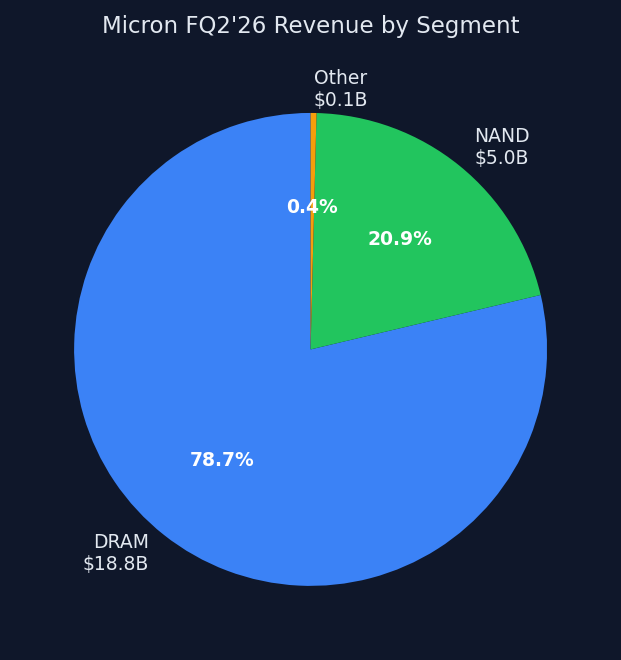 Micron FQ2'26 Revenue by Segment
Other
$0.1B
NAND
$5.0B
0.4%
20.9%
78.7%
DRAM
$18.8B